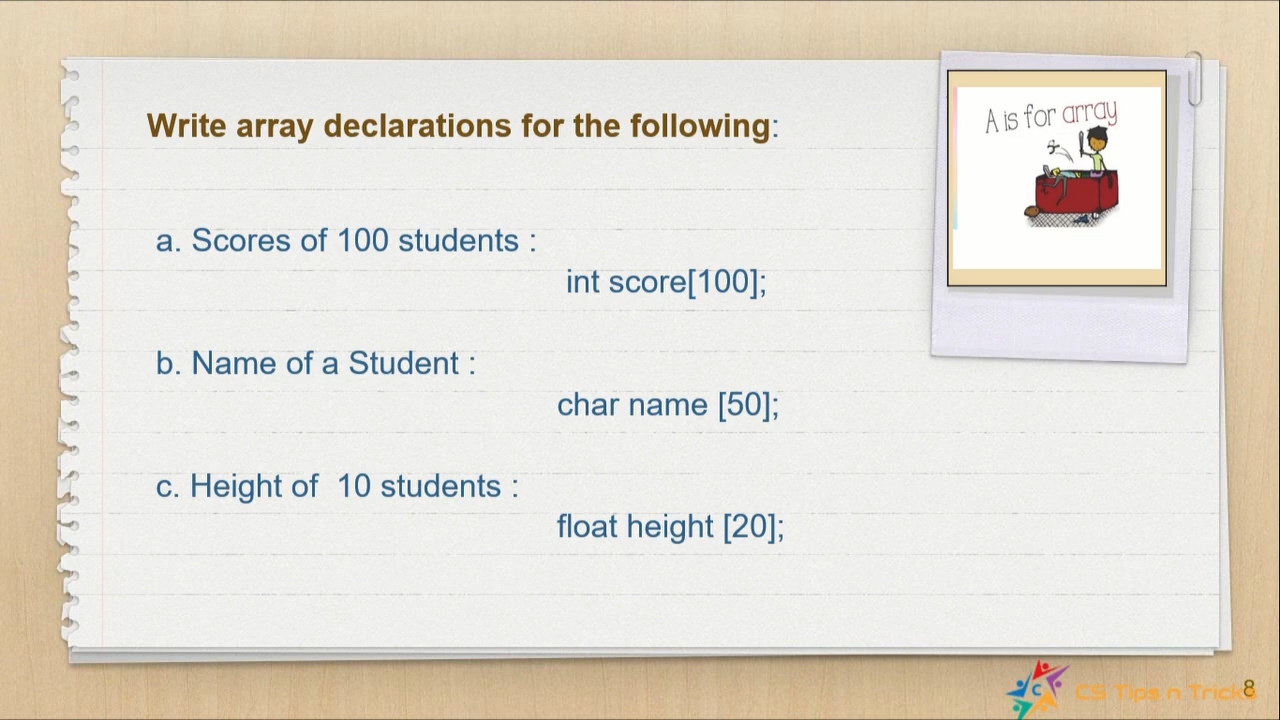 Write array declarations for the following:
A is for array
a. Scores of 100 students :
int score[100];
b. Name of a Student :
char name [50];
c. Height of  10 students :
float height [20];
CS Tips n Tricks
8